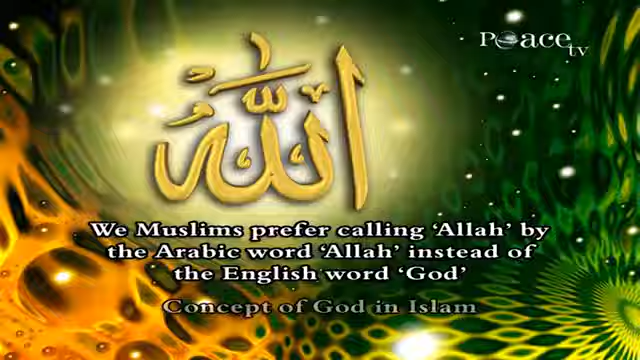 Peace tv
الله
We Muslims prefer calling ‘Allah’ by
the Arabic word ‘Allah’ instead of
the English word ‘God’
Concept of God in Islam